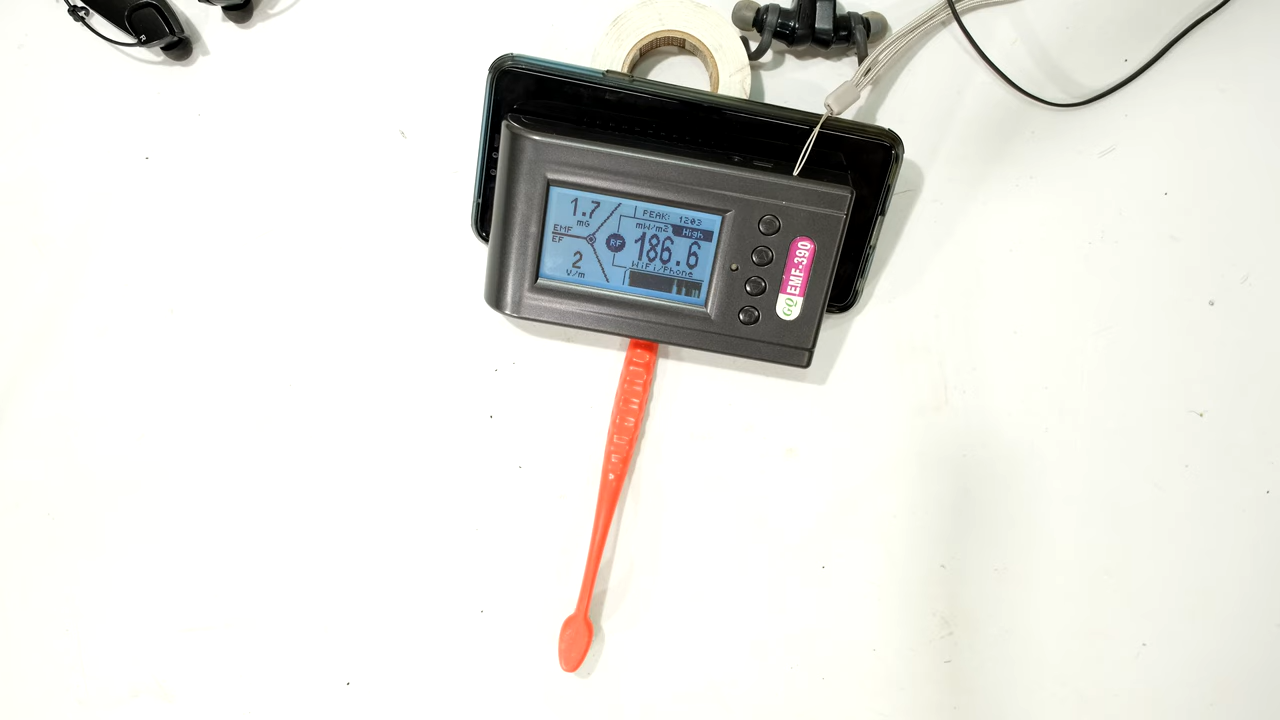 1.7
mG
EMF
EF
2
V/m
PEAK: 1203
mW/m2
High
RF
186.6
WiFi/Phone
GQ EMF-390
R